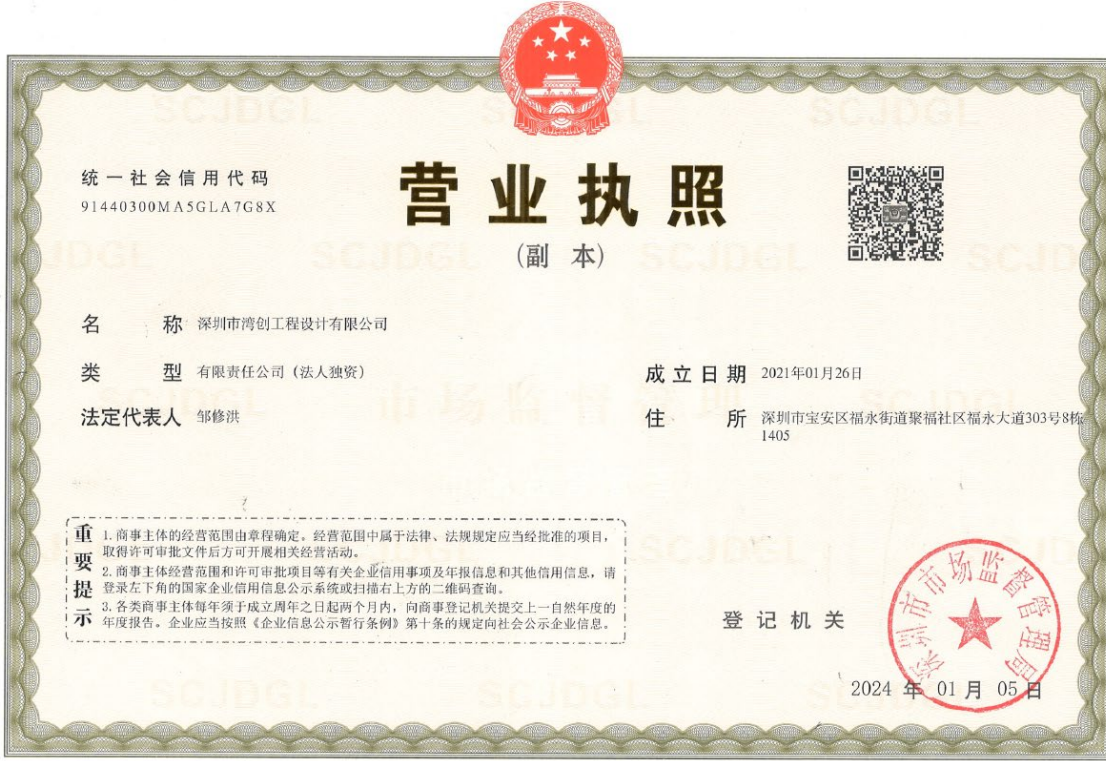 统一社会信用代码
91440300MA5GLA7G8X
营业执照
(副 本)
名 称 深圳市湾创工程设计有限公司
类 型 有限责任公司(法人独资)
法定代表人 邹修洪
成立日期 2021年01月26日
住 所 深圳市宝安区福永街道聚福社区福永大道303号8栋
1405
重要提示
1. 商事主体的经营范围由章程确定。经营范围中属于法律、法规规定应当经批准的项目,
取得许可审批文件后方可开展相关经营活动。
2. 商事主体经营范围和许可审批项目等有关企业信用事项及年报信息和其他信用信息,请
登录左下角的国家企业信用信息公示系统或扫描右上方的二维码查询。
3. 各类商事主体每年须于成立周年之日起两个月内,向商事登记机关提交上一自然年度的
年度报告。企业应当按照《企业信息公示暂行条例》第十条的规定向社会公示企业信息。
登记机关
深圳市市场监督管理局
2024 年 01 月 05 日
SCJDGL
市场监督管理